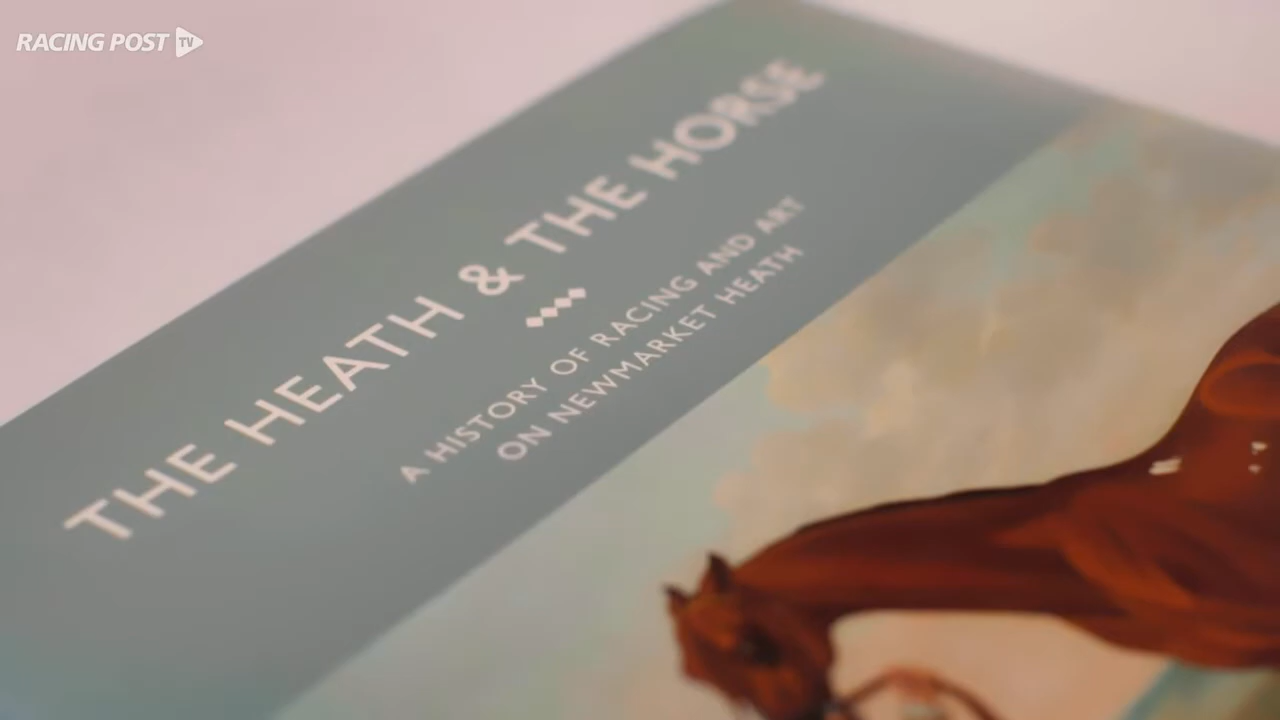 RACING POST TV
THE HEATH & THE HORSE
A HISTORY OF RACING AND ART
ON NEWMARKET HEATH